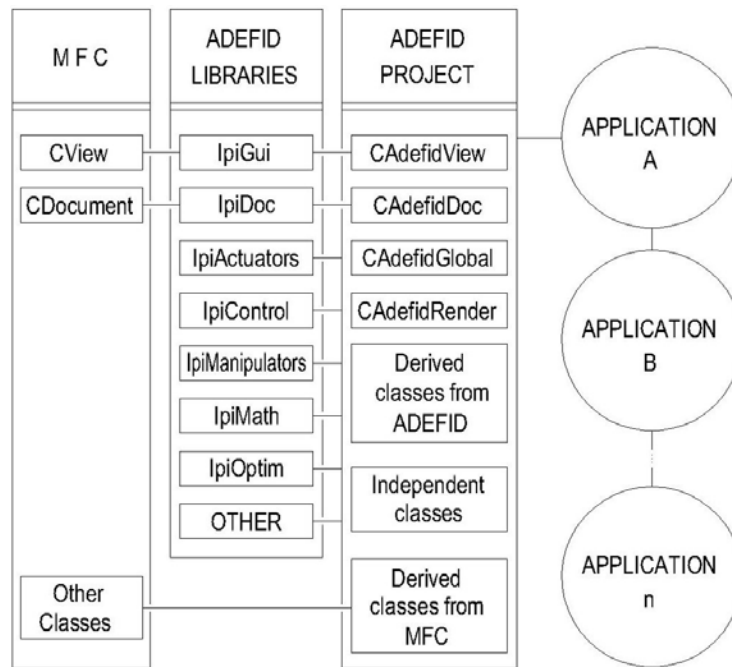 M F C
ADEFID
LIBRARIES
ADEFID
PROJECT
CView
IpiGui
CAdefidView
CDocument
IpiDoc
CAdefidDoc
IpiActuators
CAdefidGlobal
IpiControl
CAdefidRender
IpiManipulators
Derived
classes from
ADEFID
IpiMath
IpiOptim
Independent
classes
OTHER
Other
Classes
Derived
classes from
MFC
APPLICATION
A
APPLICATION
B
APPLICATION
n